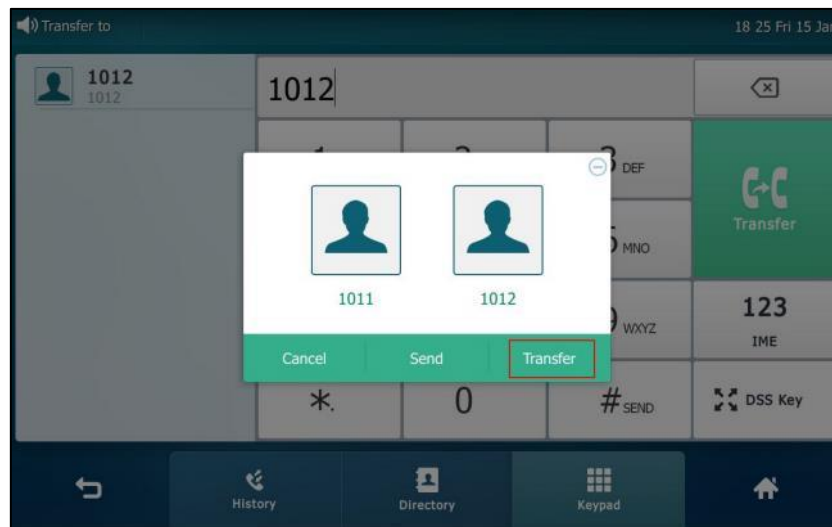 Transfer to
18 25 Fri 15 Jan
1012
1012
1012
DEF
Transfer
MNO
1011
1012
123
IME
WXYZ
Cancel
Send
Transfer
*.
0
# SEND
DSS Key
History
Directory
Keypad